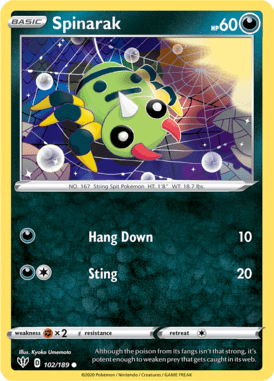 BASIC
Spinarak
HP60
NO. 167 String Spit Pokémon HT: 1'8" WT: 18.7 lbs.
Hang Down 10
Sting 20
weakness ×2 resistance retreat
Illus. Kyoko Umemoto
D 102/189
Although the poison from its fangs isn't that strong, it's
potent enough to weaken prey that gets caught in its web.
©2020 Pokémon / Nintendo / Creatures / GAME FREAK